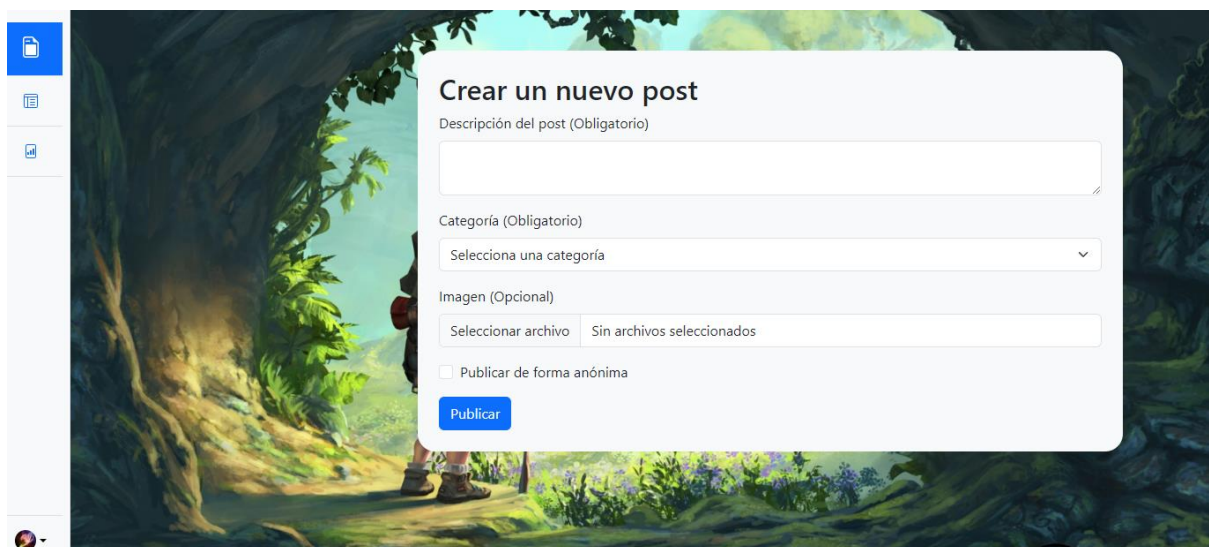 Crear un nuevo post
Descripción del post (Obligatorio)
Categoría (Obligatorio)
Selecciona una categoría
Imagen (Opcional)
Seleccionar archivo Sin archivos seleccionados
Publicar de forma anónima
Publicar